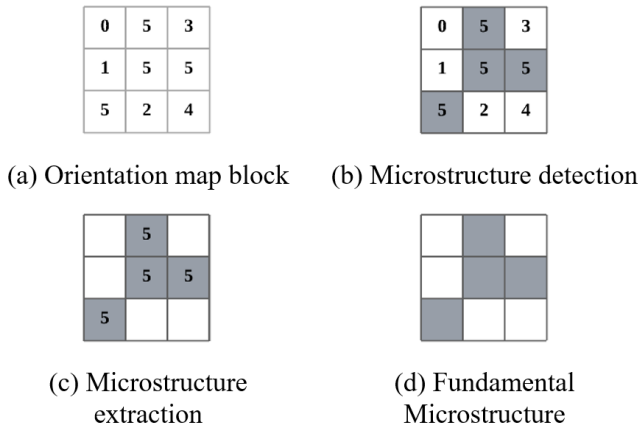 0 5 3 0 5 3
1 5 5 1 5 5
5 2 4 5 2 4
(a) Orientation map block (b) Microstructure detection
5
5 5
5
(c) Microstructure
extraction
(d) Fundamental
Microstructure